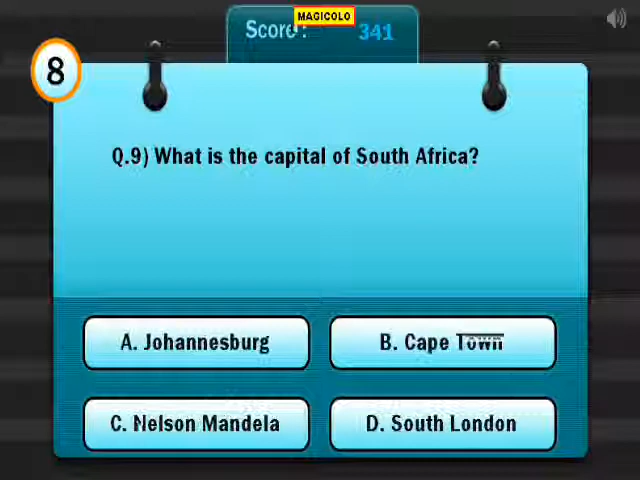 MAGICOLO
Score: 341
8
Q.9) What is the capital of South Africa?
A. Johannesburg
B. Cape Town
C. Nelson Mandela
D. South London